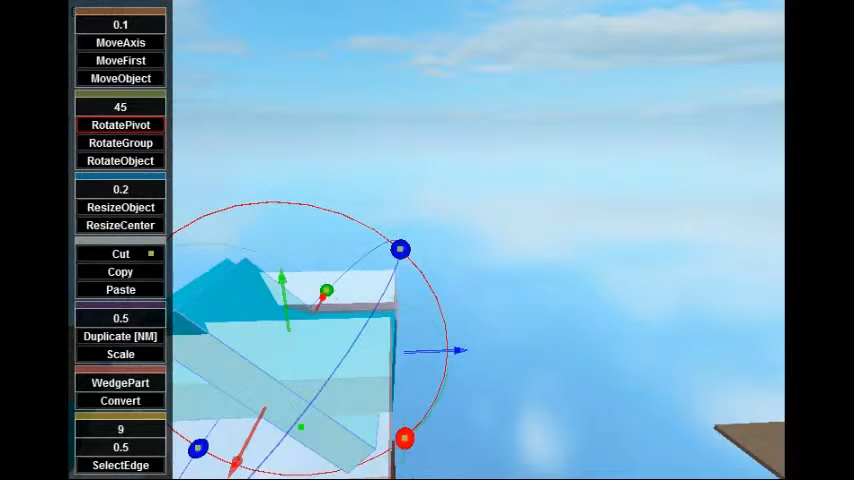 0.1
MoveAxis
MoveFirst
MoveObject
45
RotatePivot
RotateGroup
RotateObject
0.2
ResizeObject
ResizeCenter
Cut
Copy
Paste
0.5
Duplicate [NM]
Scale
WedgePart
Convert
9
0.5
SelectEdge